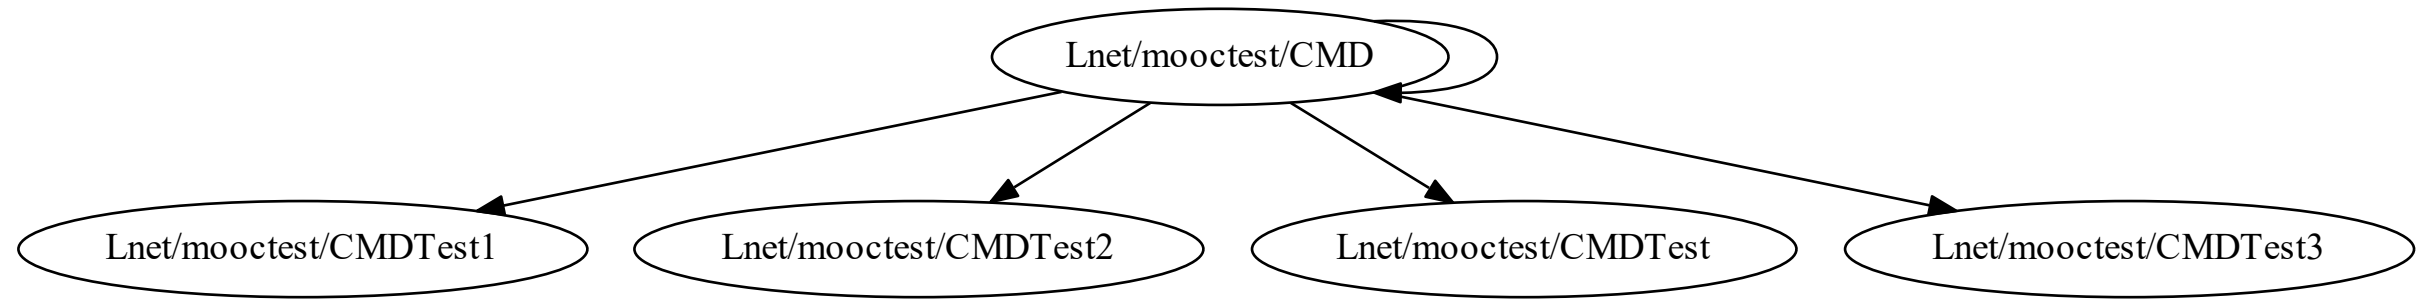 Lnet/mooctest/CMD
Lnet/mooctest/CMDTest1
Lnet/mooctest/CMDTest2
Lnet/mooctest/CMDTest
Lnet/mooctest/CMDTest3